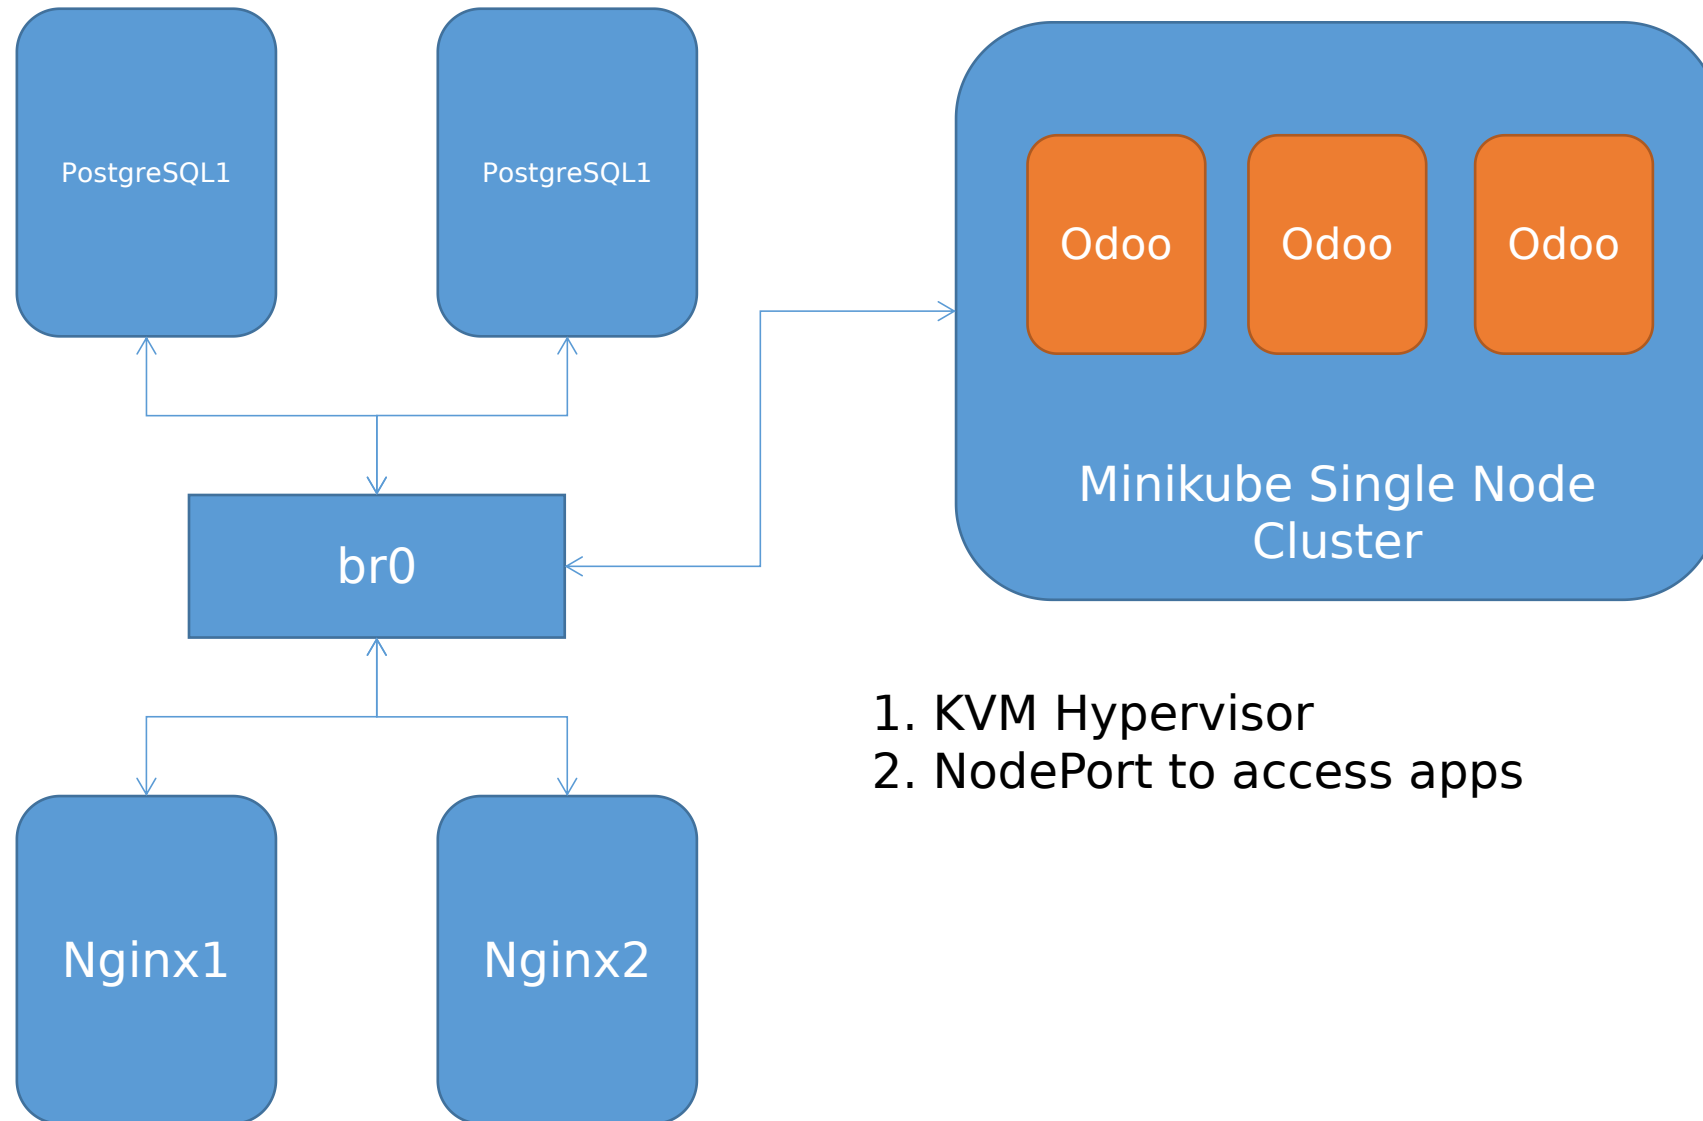 PostgreSQL1
PostgreSQL1
Odoo
Odoo
Odoo
Minikube Single Node
Cluster
br0
1. KVM Hypervisor
2. NodePort to access apps
Nginx1
Nginx2